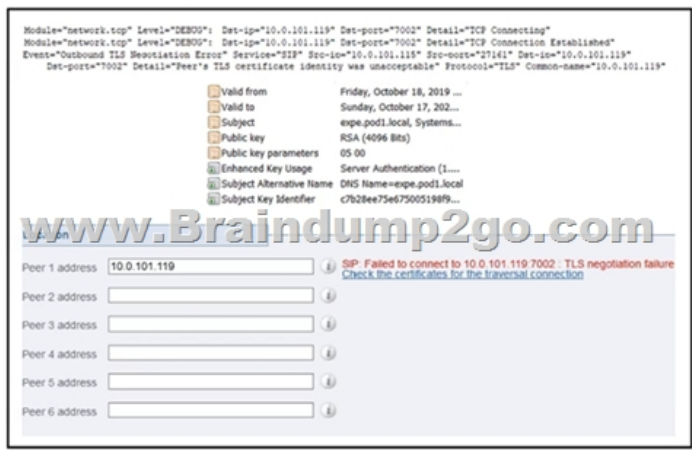 Module="network.tcp" Level="DEBUG": Dst-ip="10.0.101.119" Dst-port="7002" Detail="TCP Connecting"
Module="network.tcp" Level="DEBUG": Dst-ip="10.0.101.119" Dst-port="7002" Detail="TCP Connection Established"
Event="Outbound TLS Negotiation Error" Service="SIP" Src-ip="10.0.101.115" Src-port="27161" Dst-ip="10.0.101.119"
Dst-port="7002" Detail="Peer's TLS certificate identity was unacceptable" Protocol="TLS" Common-name="10.0.101.119"
Valid from Friday, October 18, 2019 ...
Valid to Sunday, October 17, 202...
Subject expe.pod1.local, Systems...
Public key RSA (4096 Bits)
Public key parameters 05 00
Enhanced Key Usage Server Authentication (1....
Subject Alternative Name DNS Name=expe.pod1.local
Subject Key Identifier c7b28ee75e675005198f9...
www.Braindump2go.com
Peer 1 address 10.0.101.119 SIP: Failed to connect to 10.0.101.119:7002 : TLS negotiation failure
Check the certificates for the traversal connection
Peer 2 address
Peer 3 address
Peer 4 address
Peer 5 address
Peer 6 address